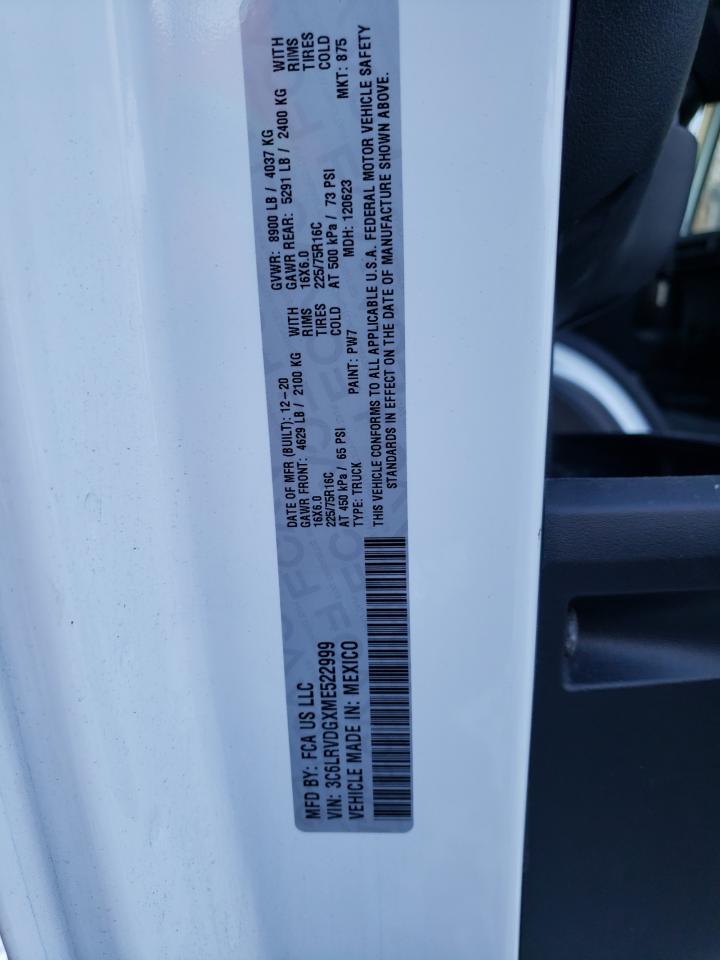 MFD BY: FCA US LLC
VIN: 3C6LRVDGXME522999
VEHICLE MADE IN: MEXICO
DATE OF MFR (BUILT): 12-20 GVWR: 8900 LB / 4037 KG
GAWR FRONT: 4629 LB / 2100 KG WITH GAWR REAR: 5291 LB / 2400 KG WITH
16X6.0 RIMS 16X6.0 RIMS
225/75R16C TIRES 225/75R16C TIRES
AT 450 kPa / 65 PSI COLD AT 500 kPa / 73 PSI COLD
TYPE: TRUCK PAINT: PW7 MDH: 120623 MKT: 875
THIS VEHICLE CONFORMS TO ALL APPLICABLE U.S.A. FEDERAL MOTOR VEHICLE SAFETY
STANDARDS IN EFFECT ON THE DATE OF MANUFACTURE SHOWN ABOVE.